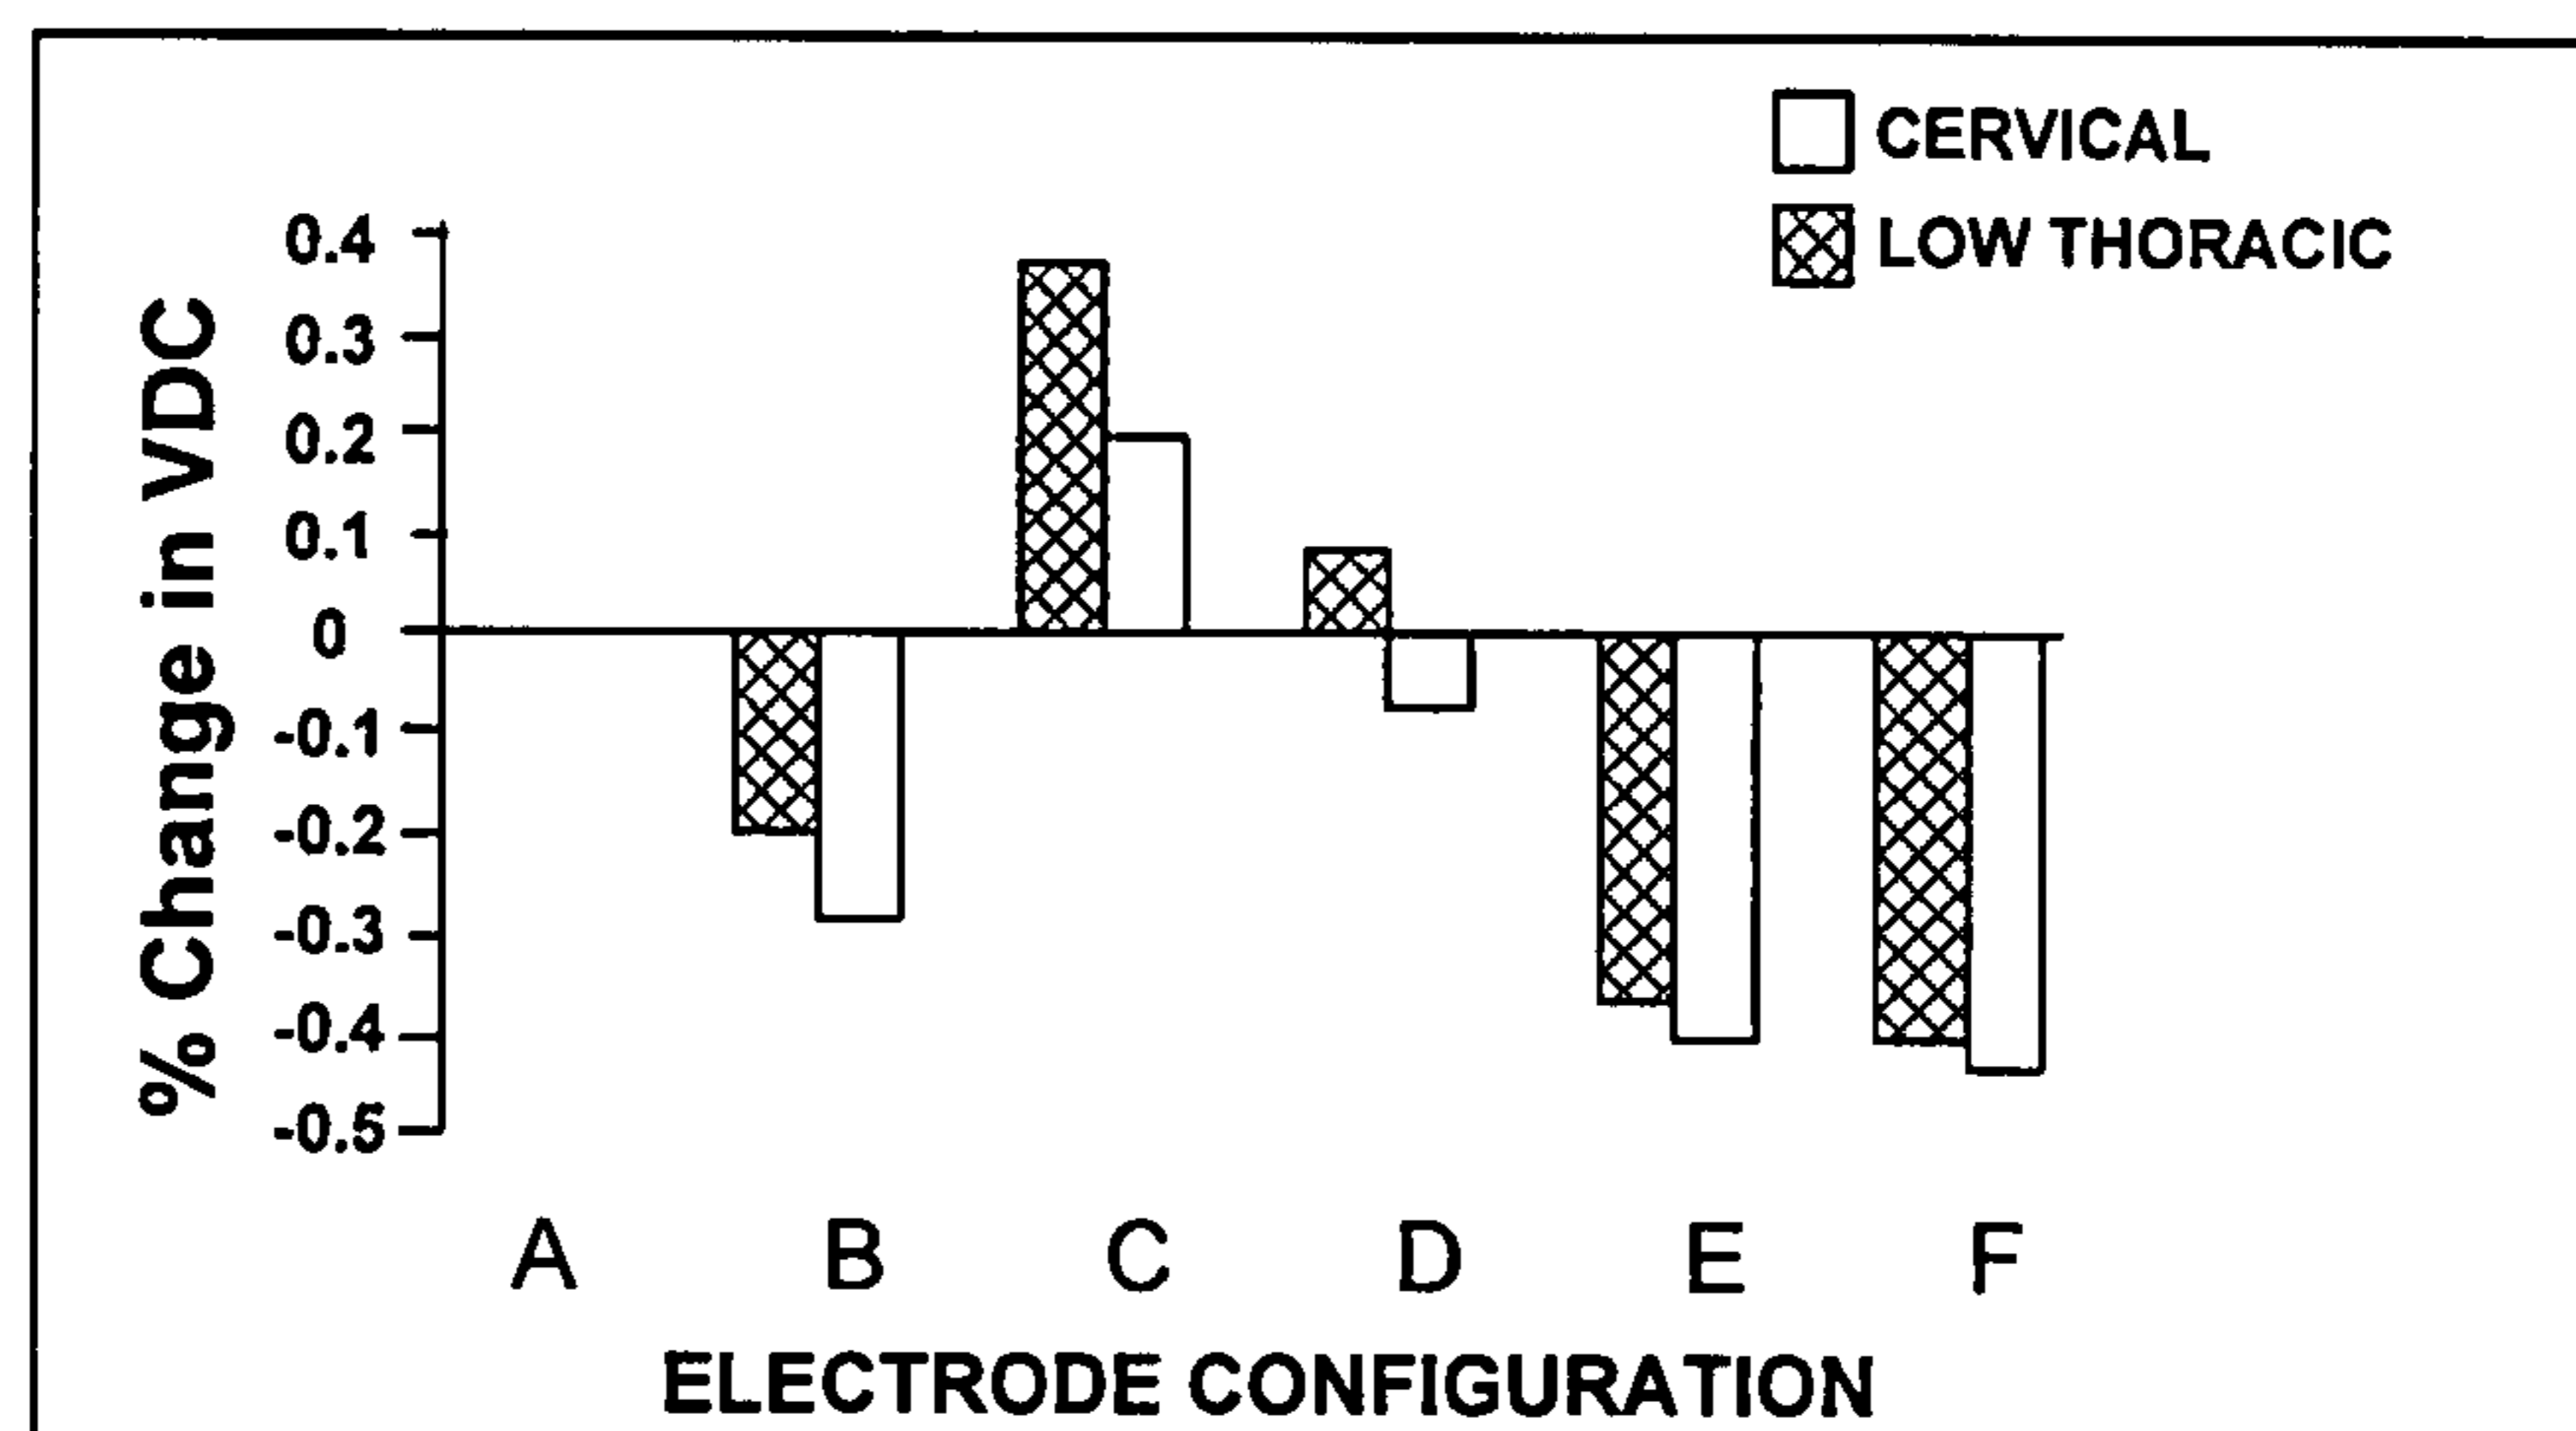 CERVICAL
LOW THORACIC
% Change in VDC
0.4
0.3
0.2
0.1
0
-0.1
-0.2
-0.3
-0.4
-0.5
A B C D E F
ELECTRODE CONFIGURATION